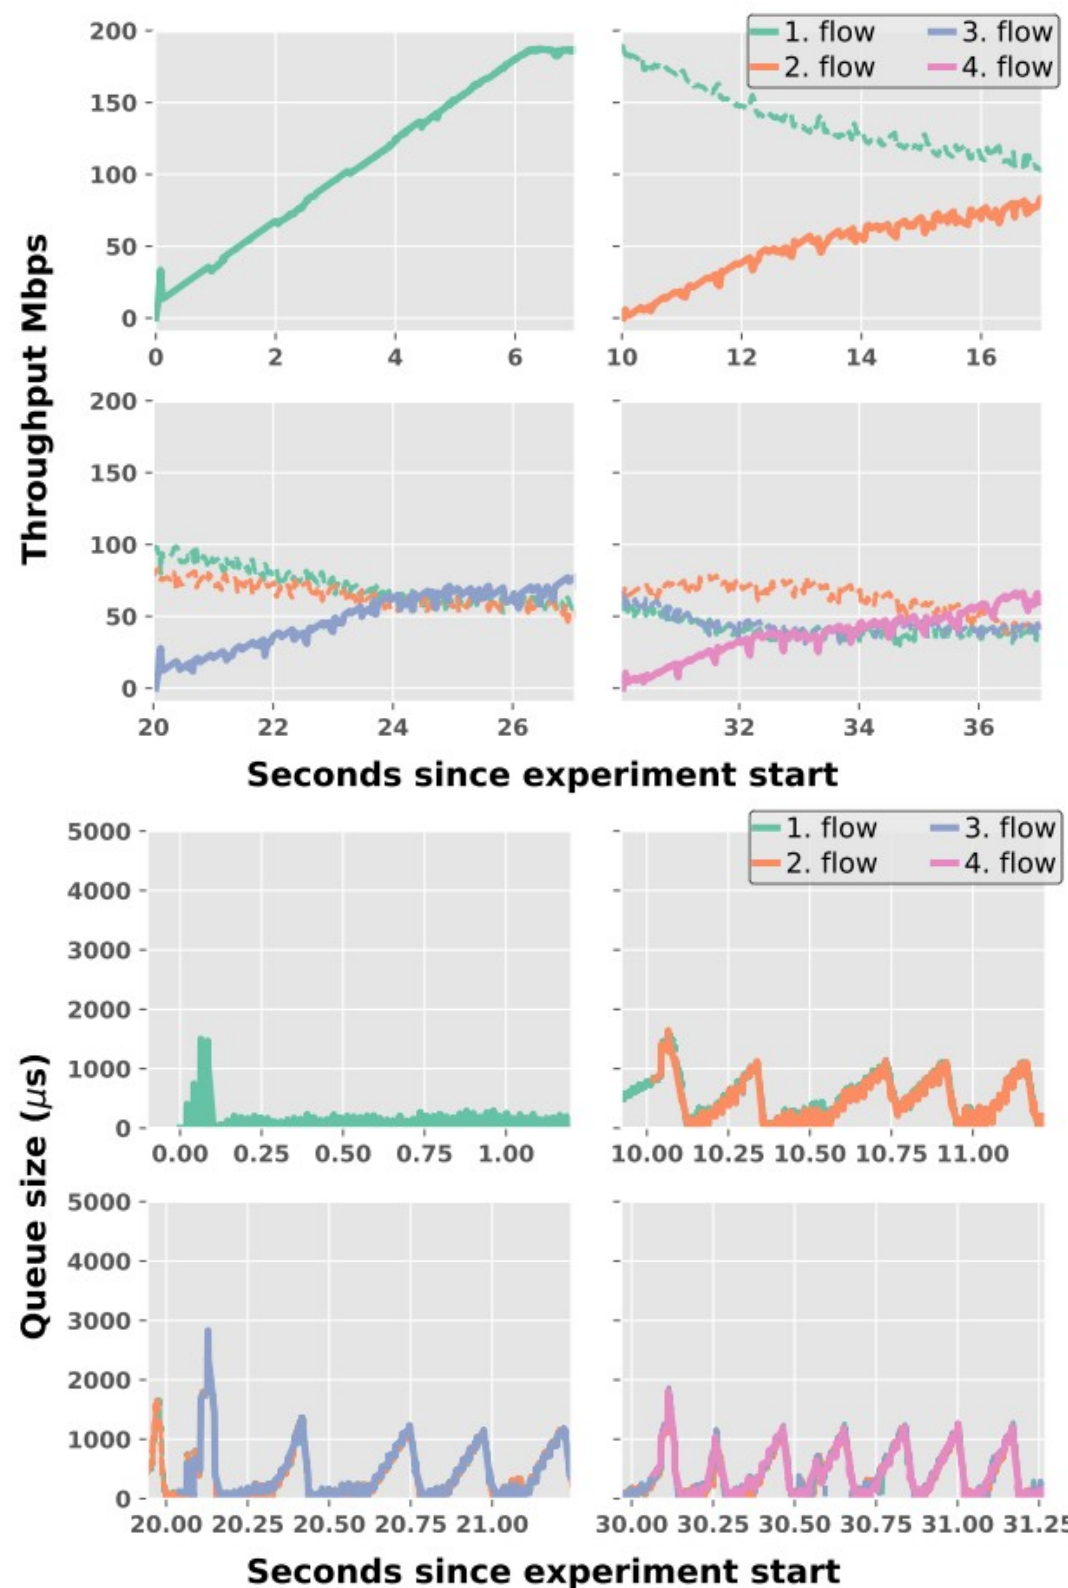 200
150
100
50
0
Throughput Mbps
0 2 4 6
1. flow 3. flow
2. flow 4. flow
10 12 14 16
200
150
100
50
0
20 22 24 26
32 34 36
Seconds since experiment start
5000
4000
3000
2000
1000
0
Queue size (μs)
0.00 0.25 0.50 0.75 1.00
1. flow 3. flow
2. flow 4. flow
10.00 10.25 10.50 10.75 11.00
5000
4000
3000
2000
1000
0
20.00 20.25 20.50 20.75 21.00
30.00 30.25 30.50 30.75 31.00 31.25
Seconds since experiment start